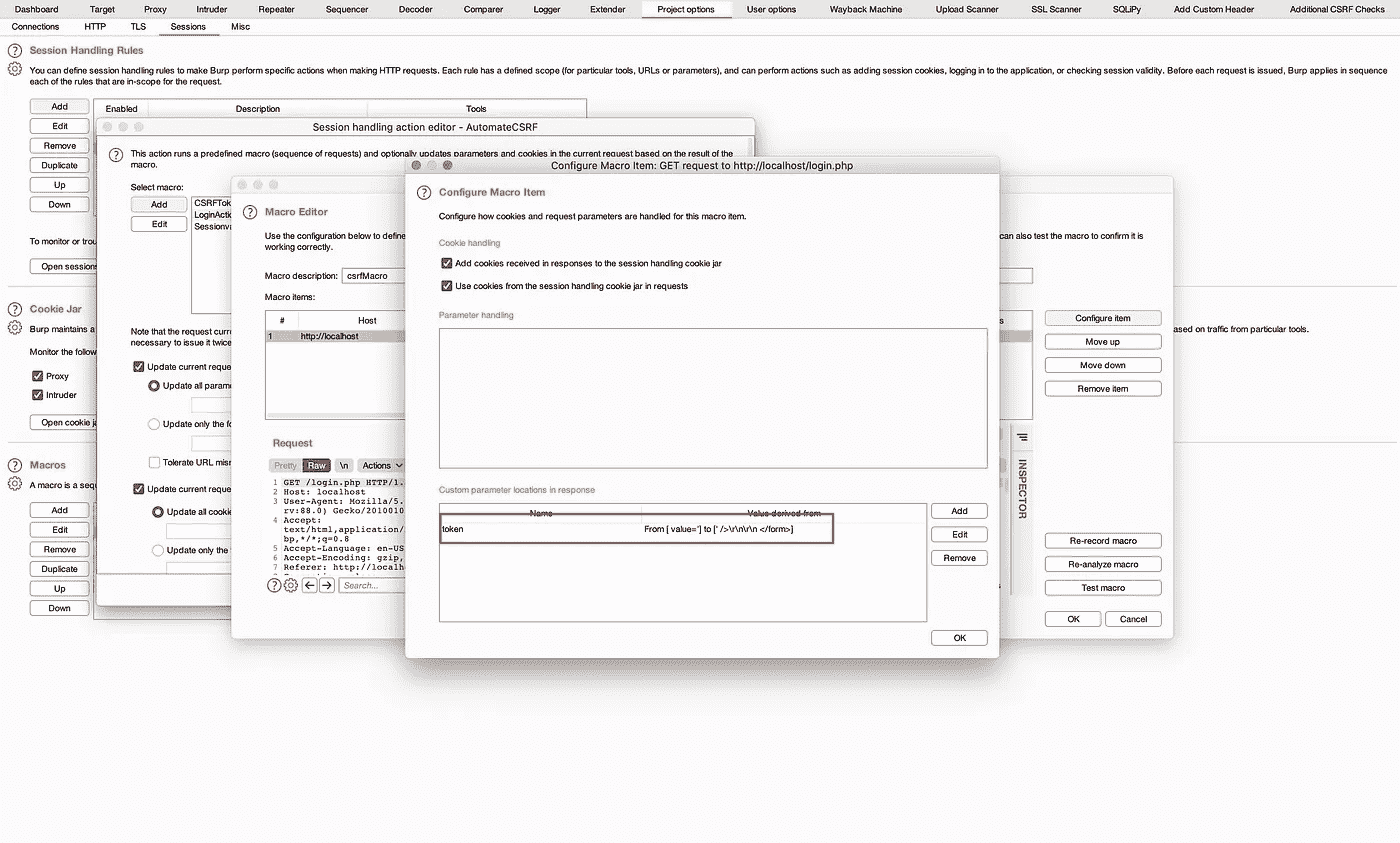 Dashboard Target Proxy Intruder Repeater Sequencer Decoder Comparer Logger Extender Project options User options Wayback Machine Upload Scanner SSL Scanner SQLiPy Add Custom Header Additional CSRF Checks
Connections HTTP TLS Sessions Misc
Session Handling Rules
You can define session handling rules to make Burp perform specific actions when making HTTP requests. Each rule has a defined scope (for particular tools, URLs or parameters), and can perform actions such as adding session cookies, logging in to the application, or checking session validity. Before each request is issued, Burp applies in sequence
each of the rules that are in-scope for the request.
Add
Edit
Remove
Duplicate
Up
Down
Enabled Description Tools
To monitor or trou
Open sessions
Cookie Jar
Burp maintains a
ased on traffic from particular tools.
Monitor the follow
Proxy
Intruder
Open cookie ja
Macros
A macro is a sequ
Add
Edit
Remove
Duplicate
Up
Down
Session handling action editor - AutomateCSRF
This action runs a predefined macro (sequence of requests) and optionally updates parameters and cookies in the current request based on the result of the
macro.
Select macro:
Add
Edit
CSRFTok
LoginActi
Sessionva
Note that the request curre
necessary to issue it twice
Update current reque
Update all param
Update only the fo
Tolerate URL mism
Update current reque
Update all cookie
Update only the
Macro Editor
Use the configuration below to define
can also test the macro to confirm it is
working correctly.
Macro description: csrfMacro
Macro items:
# Host
s
1 http://localhost
Configure item
Move up
Move down
Remove item
Request
Pretty Raw \n Actions
1 GET /login.php HTTP/1.
2 Host: localhost
3 User-Agent: Mozilla/5.
rv:88.0) Gecko/2010010
4 Accept:
text/html,application/
bp,*/*;q=0.8
5 Accept-Language: en-US
6 Accept-Encoding: gzip,
7 Referer: http://localh
Search...
INSPECTOR
Re-record macro
Re-analyze macro
Test macro
OK Cancel
Configure Macro Item: GET request to http://localhost/login.php
Configure Macro Item
Configure how cookies and request parameters are handled for this macro item.
Cookie handling
Add cookies received in responses to the session handling cookie jar
Use cookies from the session handling cookie jar in requests
Parameter handling
Custom parameter locations in response
Name Value derived from
token From [ value='] to [' />\r\n\r\n </form>]
Add
Edit
Remove
OK